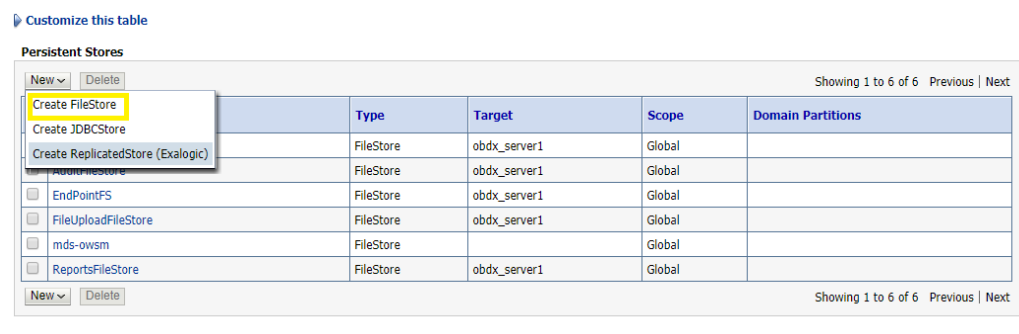 Customize this table
Persistent Stores
New Delete
Showing 1 to 6 of 6 Previous | Next
Create FileStore
Create JDBCStore
Create ReplicatedStore (Exalogic)
Type Target Scope Domain Partitions
FileStore obdx_server1 Global
AuditFileStore FileStore obdx_server1 Global
EndPointFS FileStore obdx_server1 Global
FileUploadFileStore FileStore obdx_server1 Global
mds-owsm FileStore Global
ReportsFileStore FileStore obdx_server1 Global
New Delete
Showing 1 to 6 of 6 Previous | Next